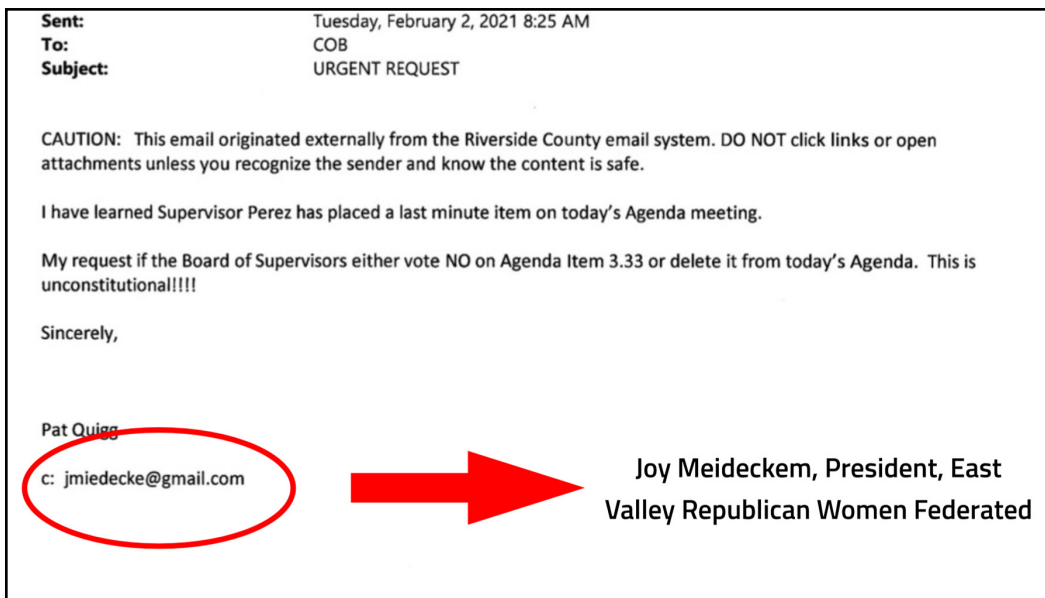 Sent: Tuesday, February 2, 2021 8:25 AM
To: COB
Subject: URGENT REQUEST
CAUTION: This email originated externally from the Riverside County email system. DO NOT click links or open
attachments unless you recognize the sender and know the content is safe.
I have learned Supervisor Perez has placed a last minute item on today's Agenda meeting.
My request if the Board of Supervisors either vote NO on Agenda Item 3.33 or delete it from today's Agenda. This is
unconstitutional!!!!
Sincerely,
Pat Quigg
c: jmiedecke@gmail.com
Joy Meideckem, President, East
Valley Republican Women Federated